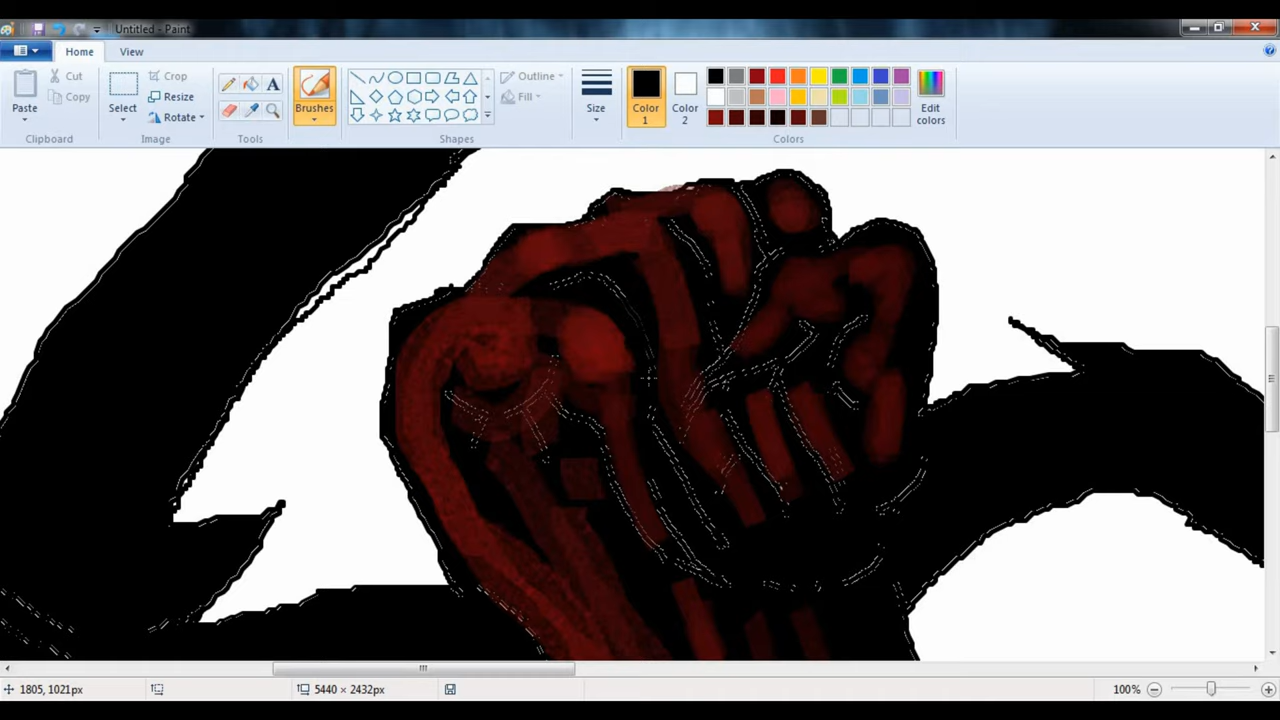 Untitled - Paint
Home View
Paste
Cut
Copy
Clipboard
Select
Crop
Resize
Rotate
Image
A
Tools
Brushes
Outline
Fill
Shapes
Size
Color 1
Color 2
Edit colors
Colors
1805, 1021px
5440 × 2432px
100%